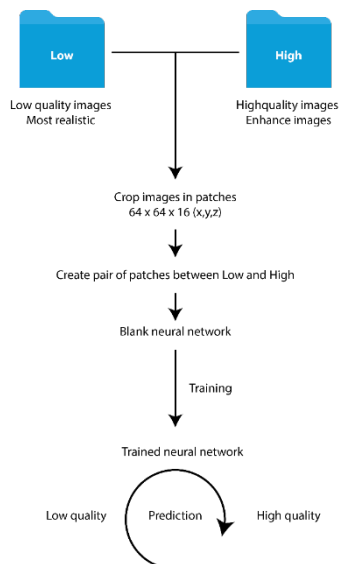 Low
High
Low quality images
Most realistic
Highquality images
Enhance images
Crop images in patches
64 x 64 x 16 (x,y,z)
Create pair of patches between Low and High
Blank neural network
Training
Trained neural network
Low quality
Prediction
High quality